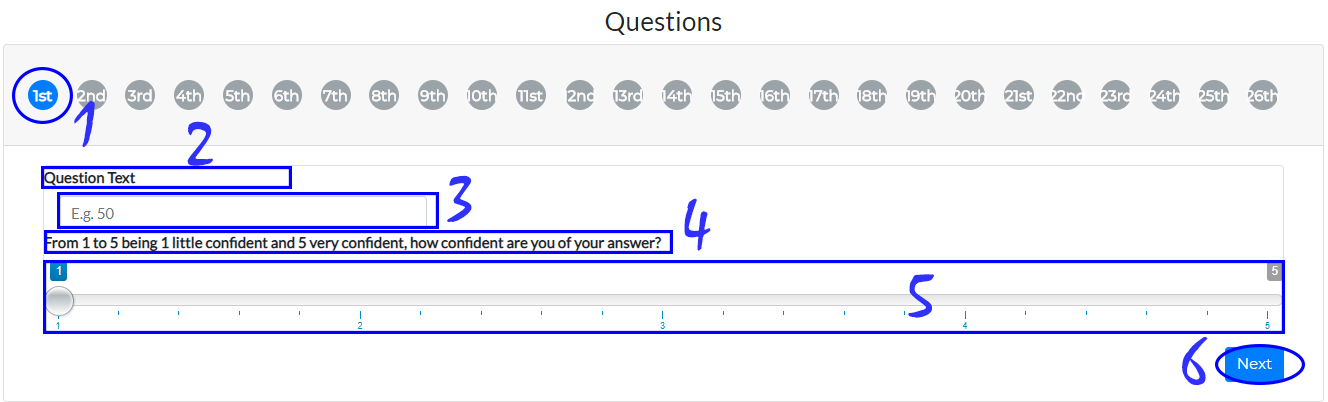 Questions
1st 2nd 3rd 4th 5th 6th 7th 8th 9th 10th 11st 12nd 13rd 14th 15th 16th 17th 18th 19th 20th 21st 22nd 23rd 24th 25th 26th
1
2
Question Text
3
E.g. 50
4
From 1 to 5 being 1 little confident and 5 very confident, how confident are you of your answer?
1 5
5
1 2 3 4 5
6
Next